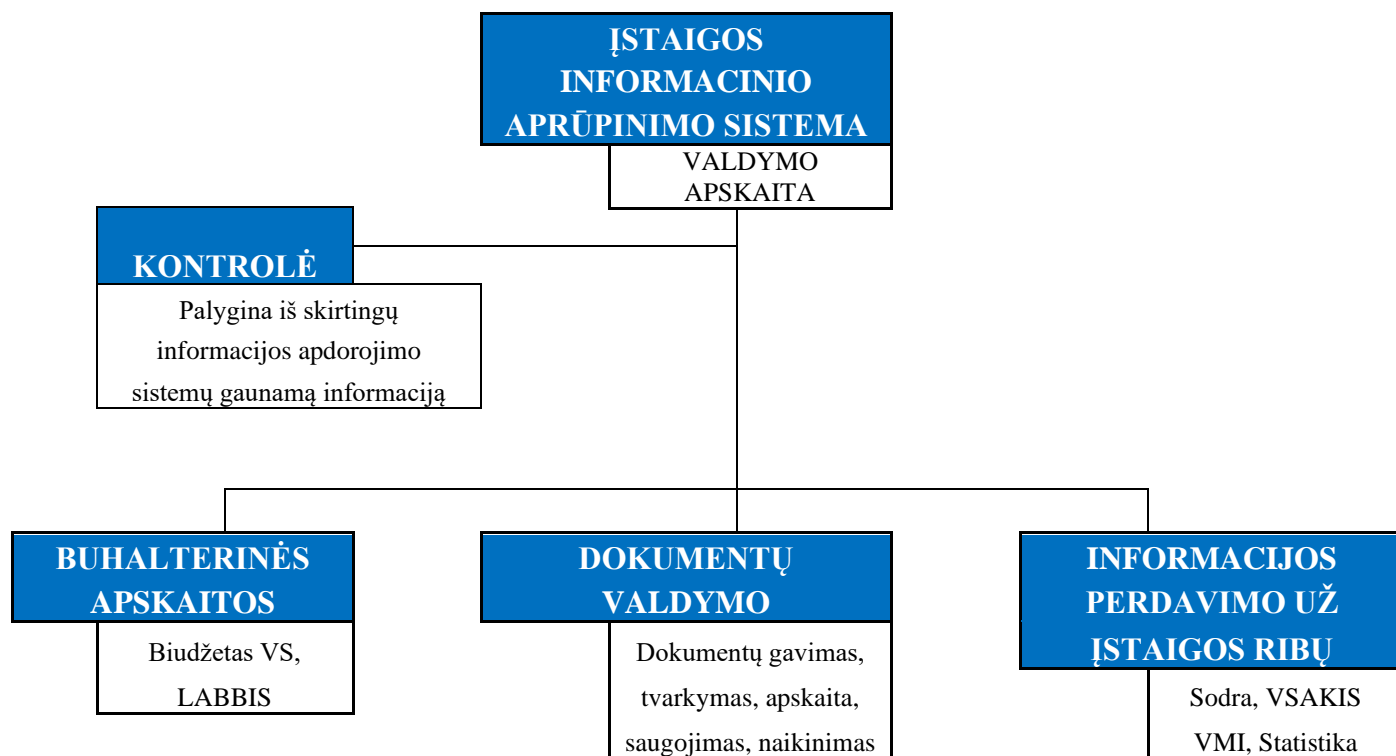 ĮSTAIGOS
INFORMACINIO
APRŪPINIMO SISTEMA
VALDYMO
APSKAITA
KONTROLĖ
Palygina iš skirtingų
informacijos apdorojimo
sistemų gaunamą informaciją
BUHALTERINĖS
APSKAITOS
Biudžetas VS,
LABBIS
DOKUMENTŲ
VALDYMO
Dokumentų gavimas,
tvarkymas, apskaita,
saugojimas, naikinimas
INFORMACIJOS
PERDAVIMO UŽ
ĮSTAIGOS RIBŲ
Sodra, VSAKIS
VMI, Statistika